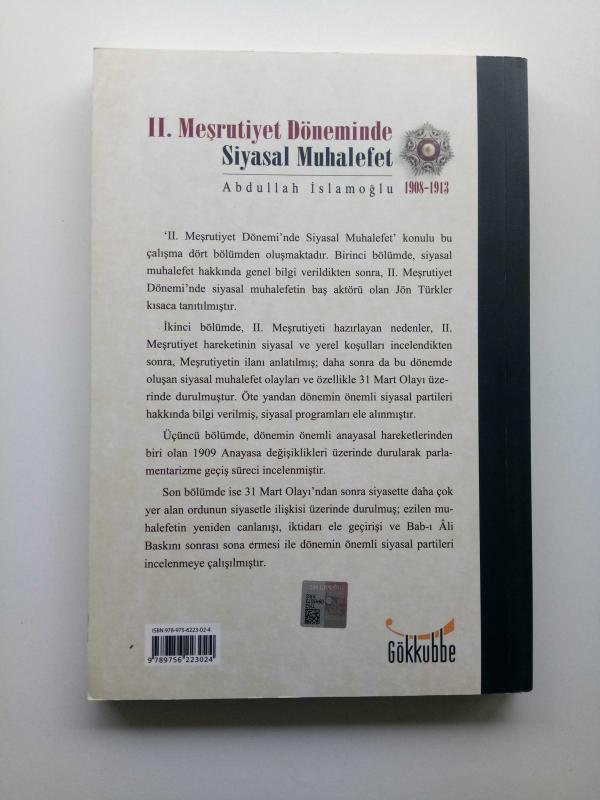 II. Meşrutiyet Döneminde
Siyasal Muhalefet
Abdullah İslamoğlu 1908-1913
‘II. Meşrutiyet Dönemi’nde Siyasal Muhalefet’ konulu bu
çalışma dört bölümden oluşmaktadır. Birinci bölümde, siyasal
muhalefet hakkında genel bilgi verildikten sonra, II. Meşrutiyet
Dönemi’nde siyasal muhalefetin baş aktörü olan Jön Türkler
kısaca tanıtılmıştır.
İkinci bölümde, II. Meşrutiyeti hazırlayan nedenler, II.
Meşrutiyet hareketinin siyasal ve yerel koşulları incelendikten
sonra, Meşrutiyetin ilanı anlatılmış; daha sonra da bu dönemde
oluşan siyasal muhalefet olayları ve özellikle 31 Mart Olayı üze-
rinde durulmuştur. Öte yandan dönemin önemli siyasal partileri
hakkında bilgi verilmiş, siyasal programları ele alınmıştır.
Üçüncü bölümde, dönemin önemli anayasal hareketlerinden
biri olan 1909 Anayasa değişiklikleri üzerinde durularak parla-
mentarizme geçiş süreci incelenmiştir.
Son bölümde ise 31 Mart Olayı’ndan sonra siyasette daha çok
yer alan ordunun siyasetle ilişkisi üzerinde durulmuş; ezilen mu-
halefetin yeniden canlanışı, iktidarı ele geçirişi ve Bab-ı Âli
Baskını sonrası sona ermesi ile dönemin önemli siyasal partileri
incelenmeye çalışılmıştır.
ISBN 978-975-6223-02-4
9 789756 223024
Gökkubbe